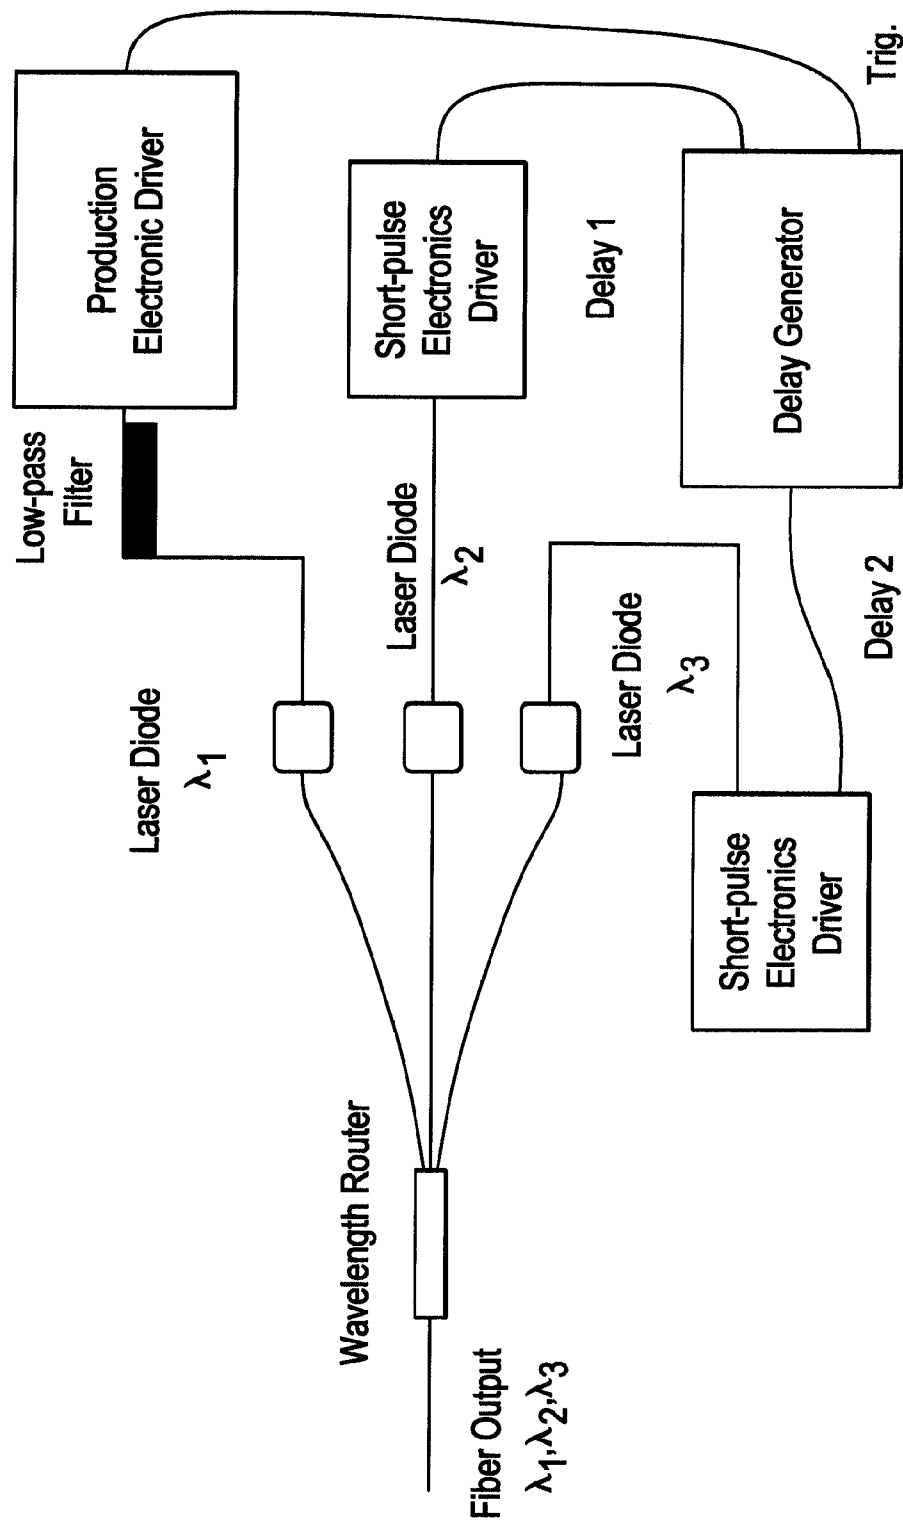 Production
Electronic Driver
Low-pass
Filter
Laser Diode
λ1
Short-pulse
Electronics
Driver
Laser Diode
λ2
Wavelength Router
Fiber Output
λ1,λ2,λ3
Delay 1
Laser Diode
λ3
Trig.
Delay Generator
Delay 2
Short-pulse
Electronics
Driver